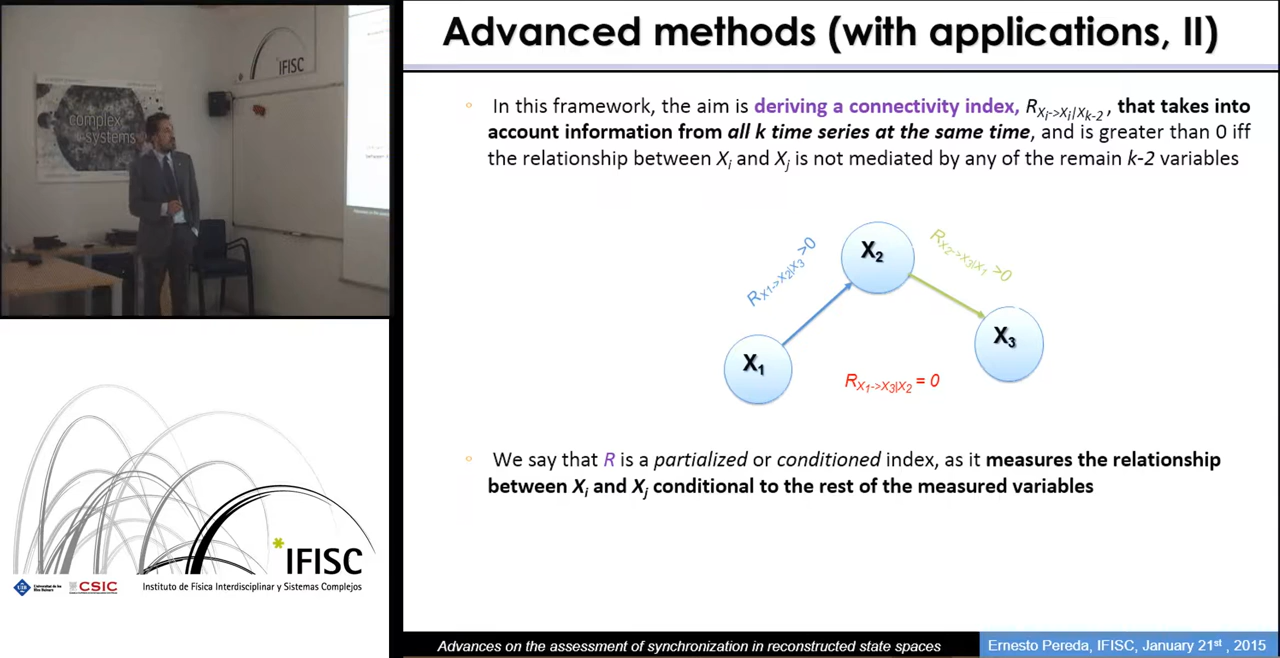 Advanced methods (with applications, II)
IFISC
complex
systems
In this framework, the aim is deriving a connectivity index, R_{Xi->Xj|Xk-2}, that takes into
account information from all k time series at the same time, and is greater than 0 iff
the relationship between Xi and Xj is not mediated by any of the remain k-2 variables
R_{X1->X2|X3} >0
R_{X2->X3|X1} >0
X2
X3
X1
R_{X1->X3|X2} = 0
We say that R is a partialized or conditioned index, as it measures the relationship
between Xi and Xj conditional to the rest of the measured variables
*IFISC
UIB
CSIC
Instituto de Física Interdisciplinar y Sistemas Complejos
Advances on the assessment of synchronization in reconstructed state spaces
Ernesto Pereda, IFISC, January 21st , 2015